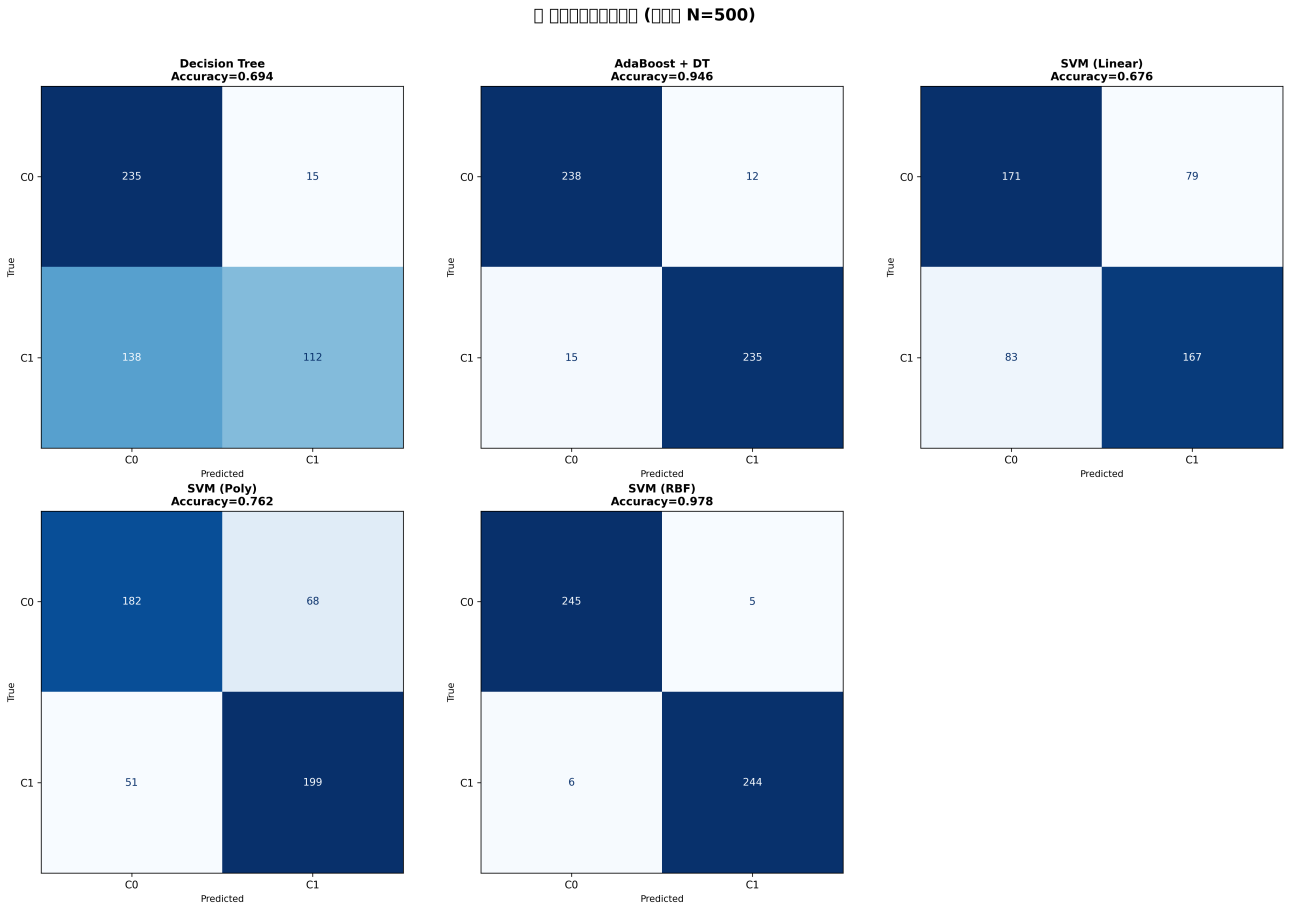 (N=500)
Decision Tree
Accuracy=0.694
AdaBoost + DT
Accuracy=0.946
SVM (Linear)
Accuracy=0.676
C0
235
15
C0
238
12
C0
171
79
True
True
True
C1
138
112
C1
15
235
C1
83
167
C0
C1
C0
C1
C0
C1
Predicted
Predicted
Predicted
SVM (Poly)
Accuracy=0.762
SVM (RBF)
Accuracy=0.978
C0
182
68
C0
245
5
True
True
C1
51
199
C1
6
244
C0
C1
C0
C1
Predicted
Predicted